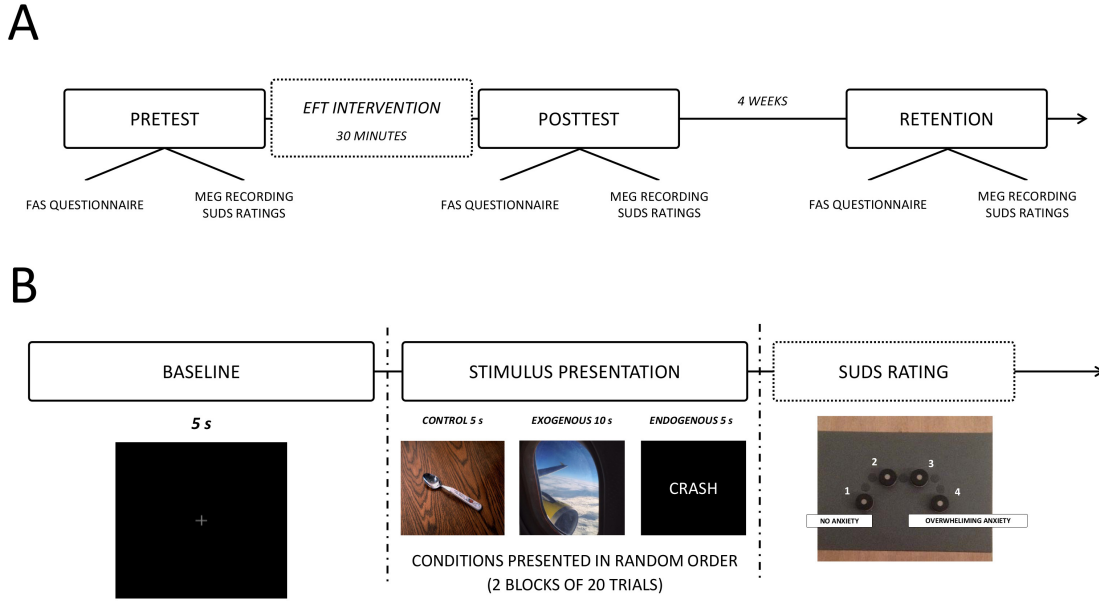 A
PRETEST
EFT INTERVENTION
30 MINUTES
POSTTEST
4 WEEKS
RETENTION
FAS QUESTIONNAIRE
MEG RECORDING
SUDS RATINGS
FAS QUESTIONNAIRE
MEG RECORDING
SUDS RATINGS
FAS QUESTIONNAIRE
MEG RECORDING
SUDS RATINGS
B
BASELINE
STIMULUS PRESENTATION
SUDS RATING
5 s
CONTROL 5 s
EXOGENOUS 10 s
ENDOGENOUS 5 s
CRASH
1
2
3
4
NO ANXIETY
OVERWHELIMING ANXIETY
CONDITIONS PRESENTED IN RANDOM ORDER
(2 BLOCKS OF 20 TRIALS)